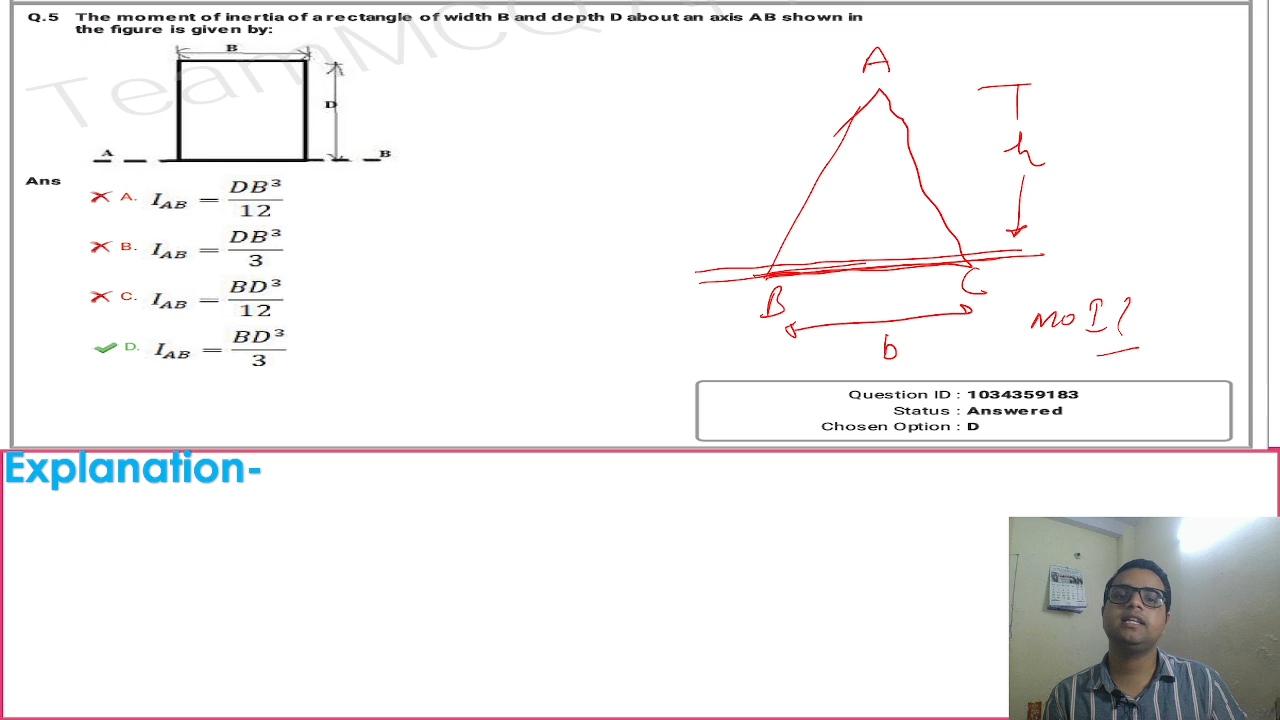 Q.5 The moment of inertia of a rectangle of width B and depth D about an axis AB shown in
the figure is given by:
TeamMCQ
B
D
A
B
Ans
A. I_AB = DB³/12
B. I_AB = DB³/3
C. I_AB = BD³/12
D. I_AB = BD³/3
A
h
B
C
b
MOI?
Question ID : 1034359183
Status : Answered
Chosen Option : D
Explanation-